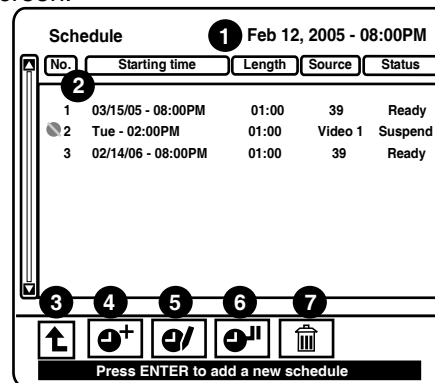 screen.
Schedule 1 Feb 12, 2005 - 08:00PM
No. Starting time Length Source Status
2
1 03/15/05 - 08:00PM 01:00 39 Ready
2 Tue - 02:00PM 01:00 Video 1 Suspend
3 02/14/06 - 08:00PM 01:00 39 Ready
3 4 5 6 7
Press ENTER to add a new schedule